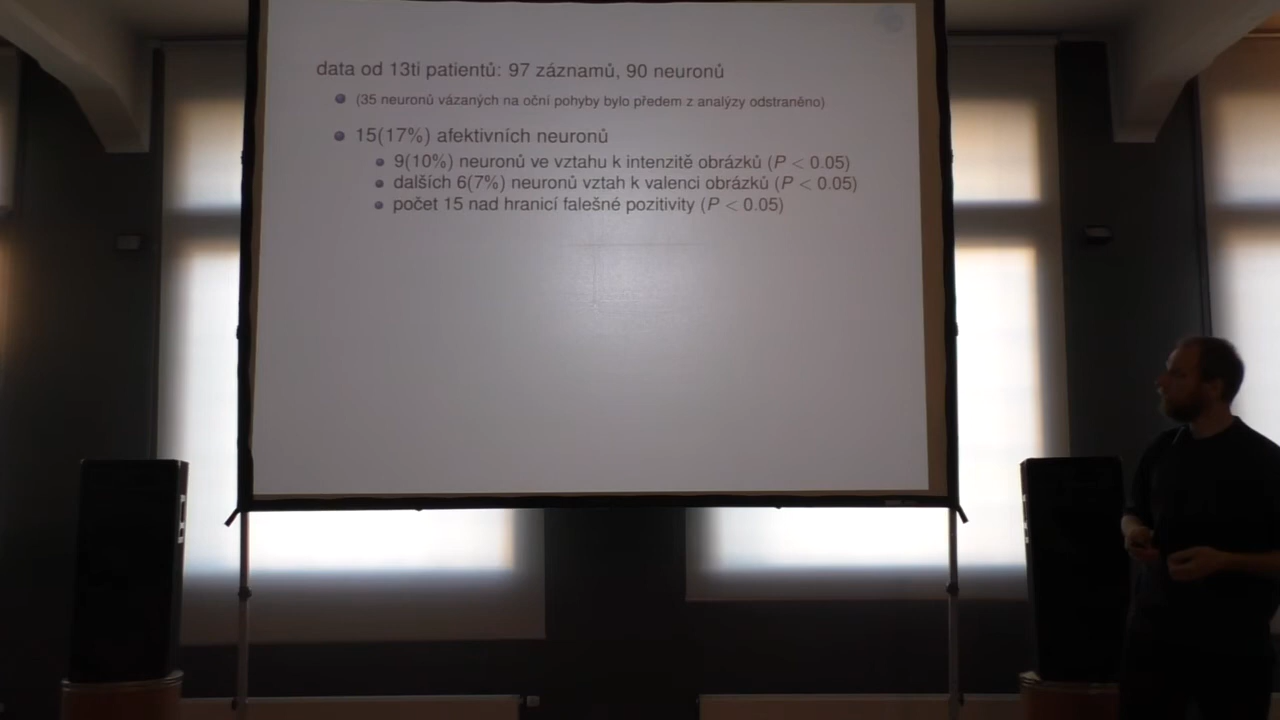 data od 13ti patientů: 97 záznamů, 90 neuronů
(35 neuronů vázaných na oční pohyby bylo předem z analýzy odstraněno)
15(17%) afektivních neuronů
9(10%) neuronů ve vztahu k intenzitě obrázků (P < 0.05)
dalších 6(7%) neuronů vztah k valenci obrázků (P < 0.05)
počet 15 nad hranicí falešné pozitivity (P < 0.05)